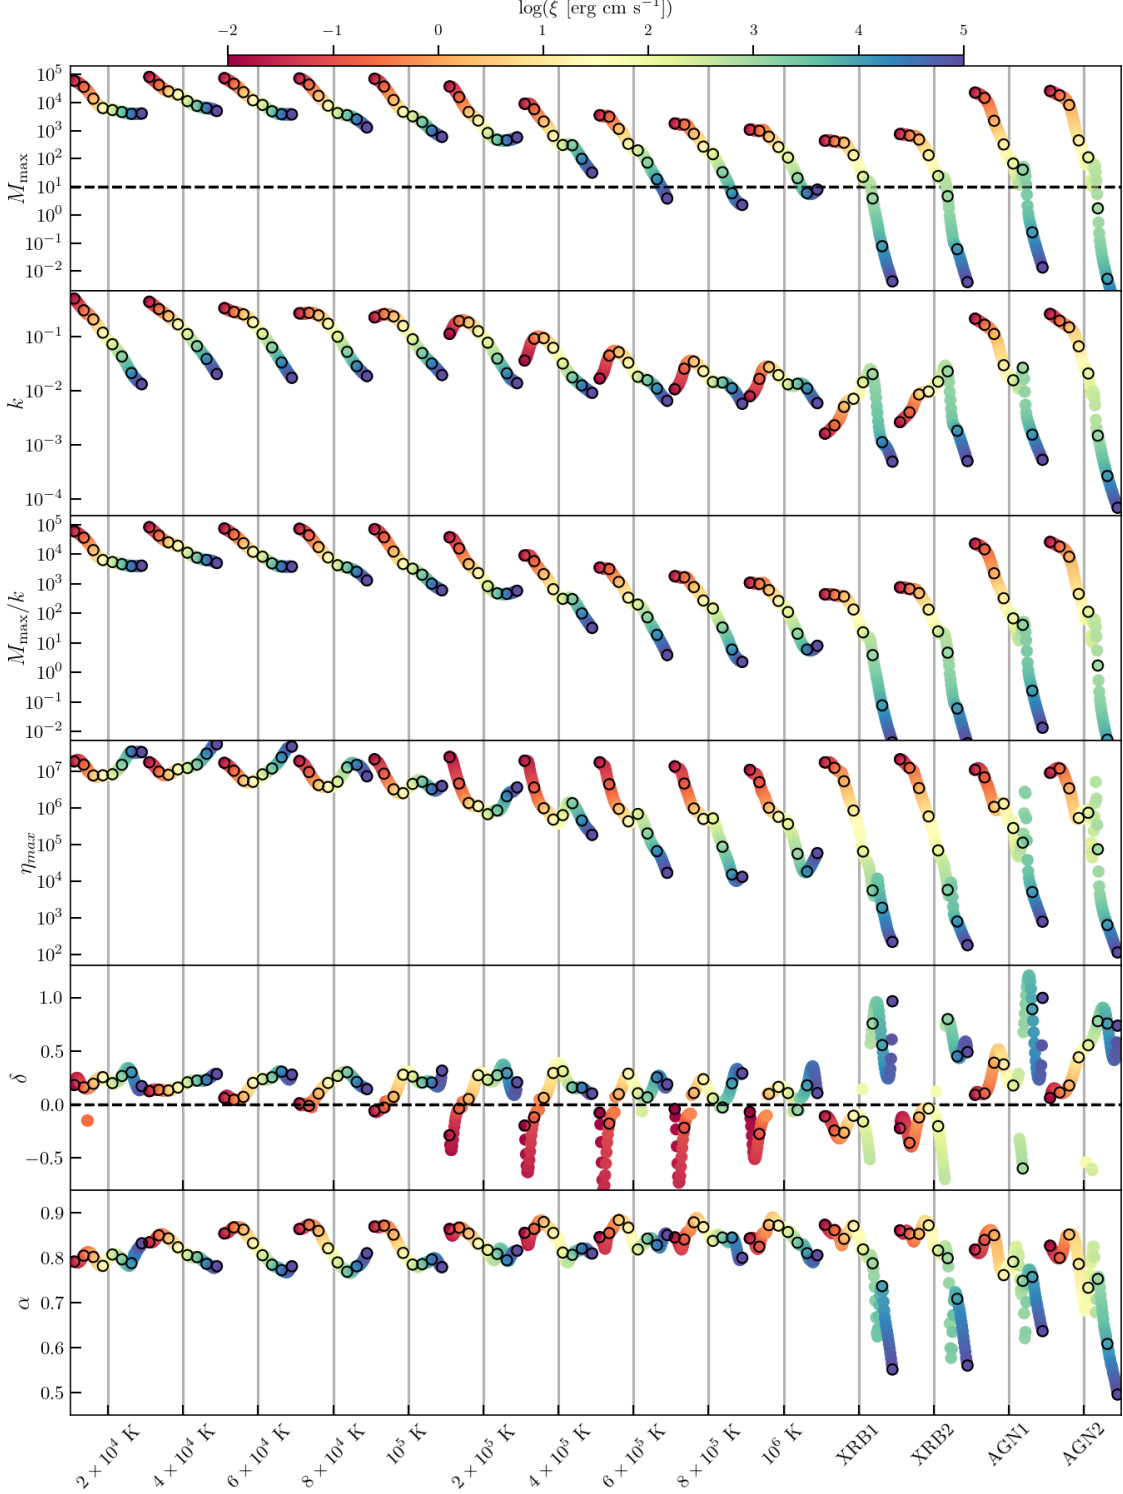 log(ξ [erg cm s⁻¹])
−2 −1 0 1 2 3 4 5
M_max
10⁵
10⁴
10³
10²
10¹
10⁰
10⁻¹
10⁻²
k
10⁻¹
10⁻²
10⁻³
10⁻⁴
M_max/k
10⁵
10⁴
10³
10²
10¹
10⁰
10⁻¹
10⁻²
η_max
10⁷
10⁶
10⁵
10⁴
10³
10²
δ
1.0
0.5
0.0
−0.5
α
0.9
0.8
0.7
0.6
0.5
2 × 10⁴ K
4 × 10⁴ K
6 × 10⁴ K
8 × 10⁴ K
10⁵ K
2 × 10⁵ K
4 × 10⁵ K
6 × 10⁵ K
8 × 10⁵ K
10⁶ K
XRB1
XRB2
AGN1
AGN2